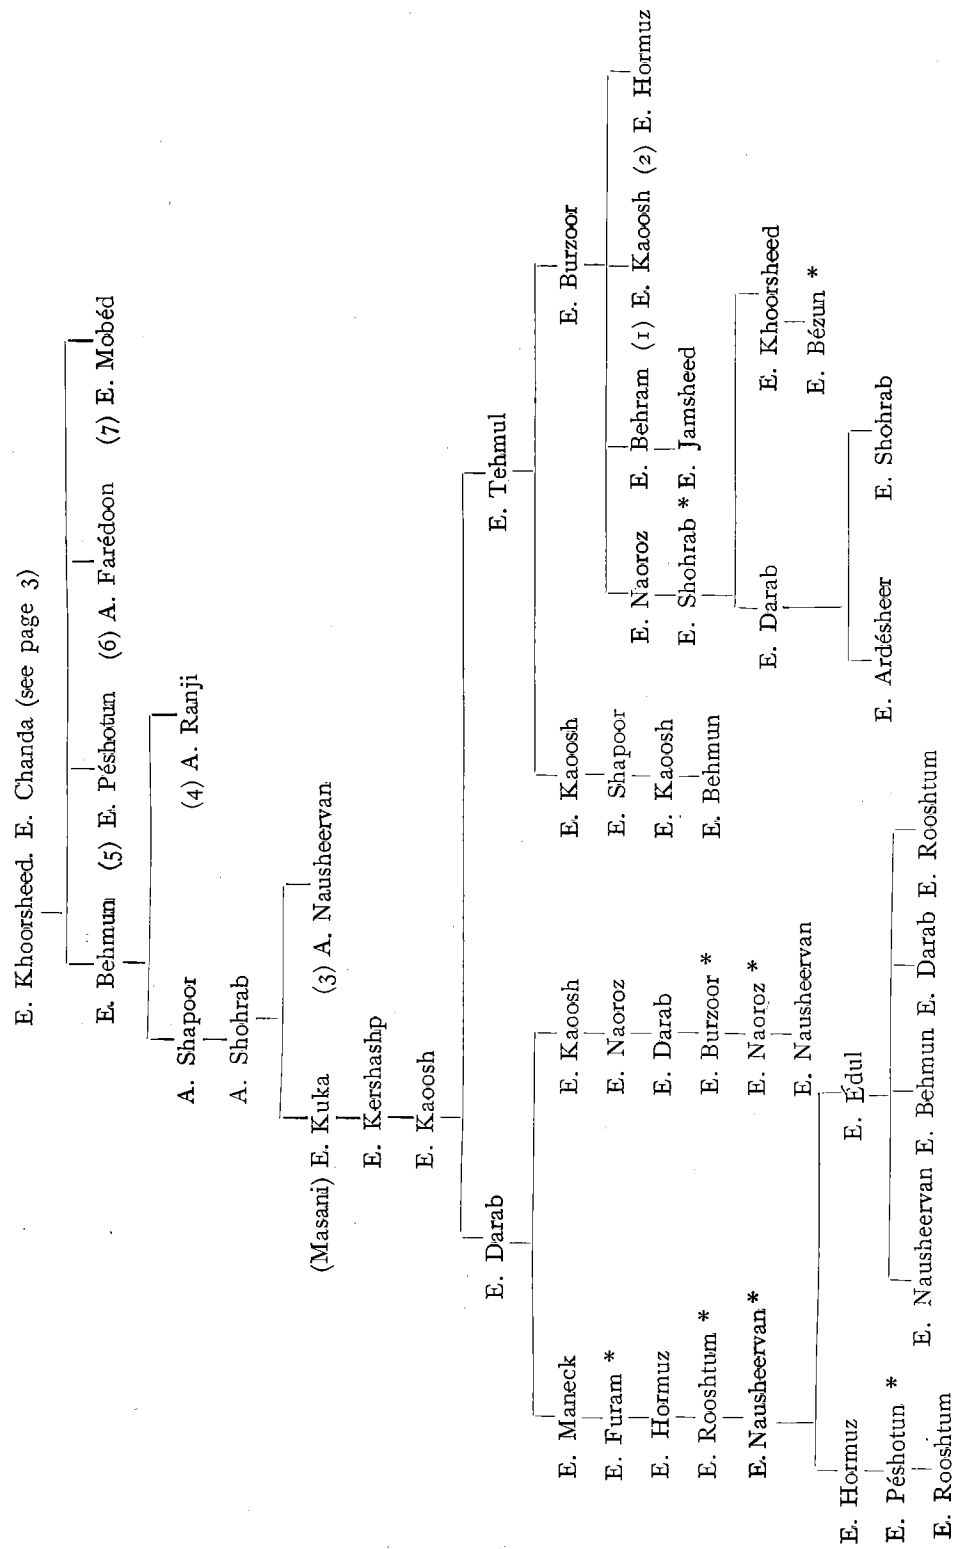 E. Khoorsheed. E. Chanda (see page 3)
E. Behmun (5) E. Péshotun (6) A. Farédoon (7) E. Mobéd
A. Shapoor (4) A. Ranji
A. Shohrab
(Masani) E. Kuka (3) A. Nausheervan
E. Kershashp
E. Kaoosh
E. Darab E. Tehmul
E. Maneck E. Kaoosh E. Kaoosh E. Burzoor
E. Furam * E. Naoroz E. Shapoor E. Naoroz E. Behram (1) E. Kaoosh (2) E. Hormuz
E. Hormuz E. Darab E. Kaoosh E. Shohrab * E. Jamsheed
E. Rooshtum * E. Burzoor * E. Behmun
E. Nausheervan * E. Naoroz * E. Darab E. Khoorsheed
E. Nausheervan E. Bézun *
E. Hormuz E. Édul
E. Péshotun * E. Ardésheer E. Shohrab
E. Rooshtum E. Nausheervan E. Behmun E. Darab E. Rooshtum